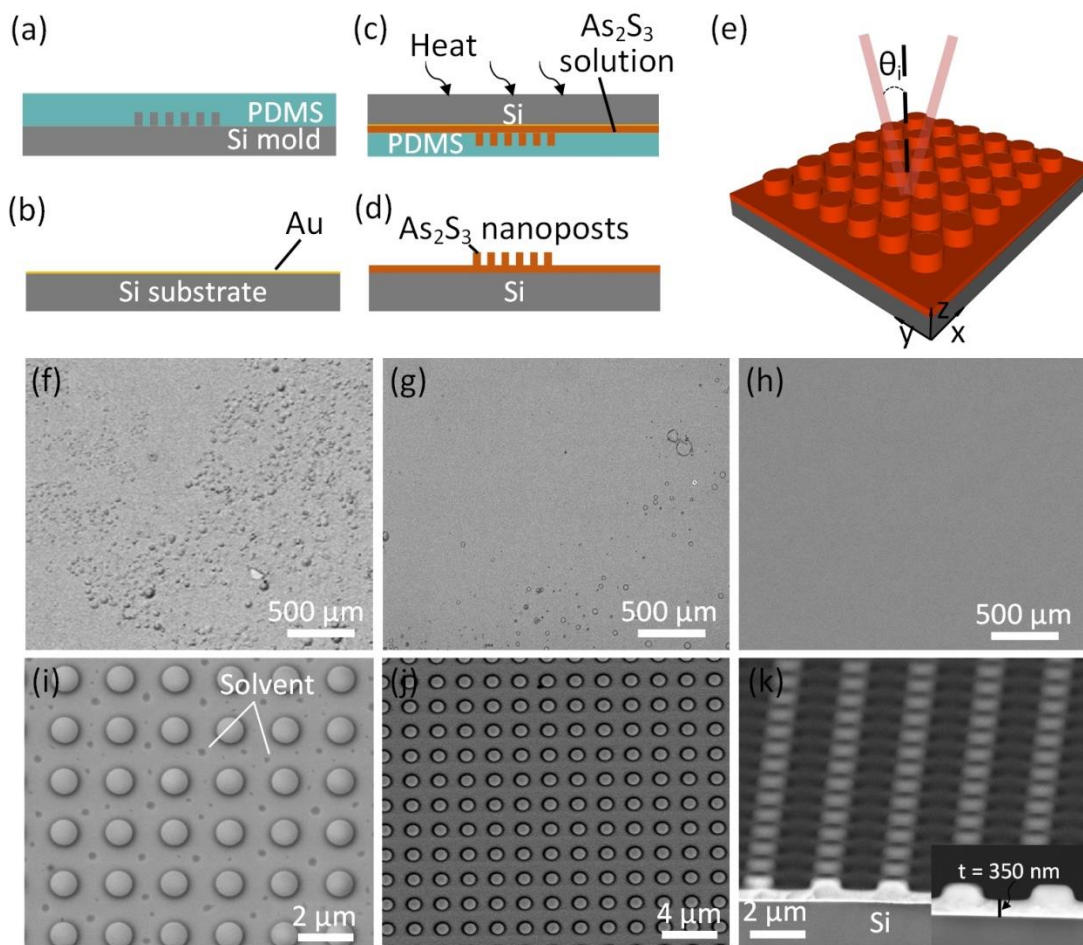 (a)
PDMS
Si mold
(b)
Au
Si substrate
(c)
Heat
As₂S₃
solution
Si
PDMS
(d)
As₂S₃ nanoposts
Si
(e)
θi
z
y
x
(f)
500 µm
(g)
500 µm
(h)
500 µm
(i)
Solvent
2 µm
(j)
4 µm
(k)
t = 350 nm
2 µm
Si